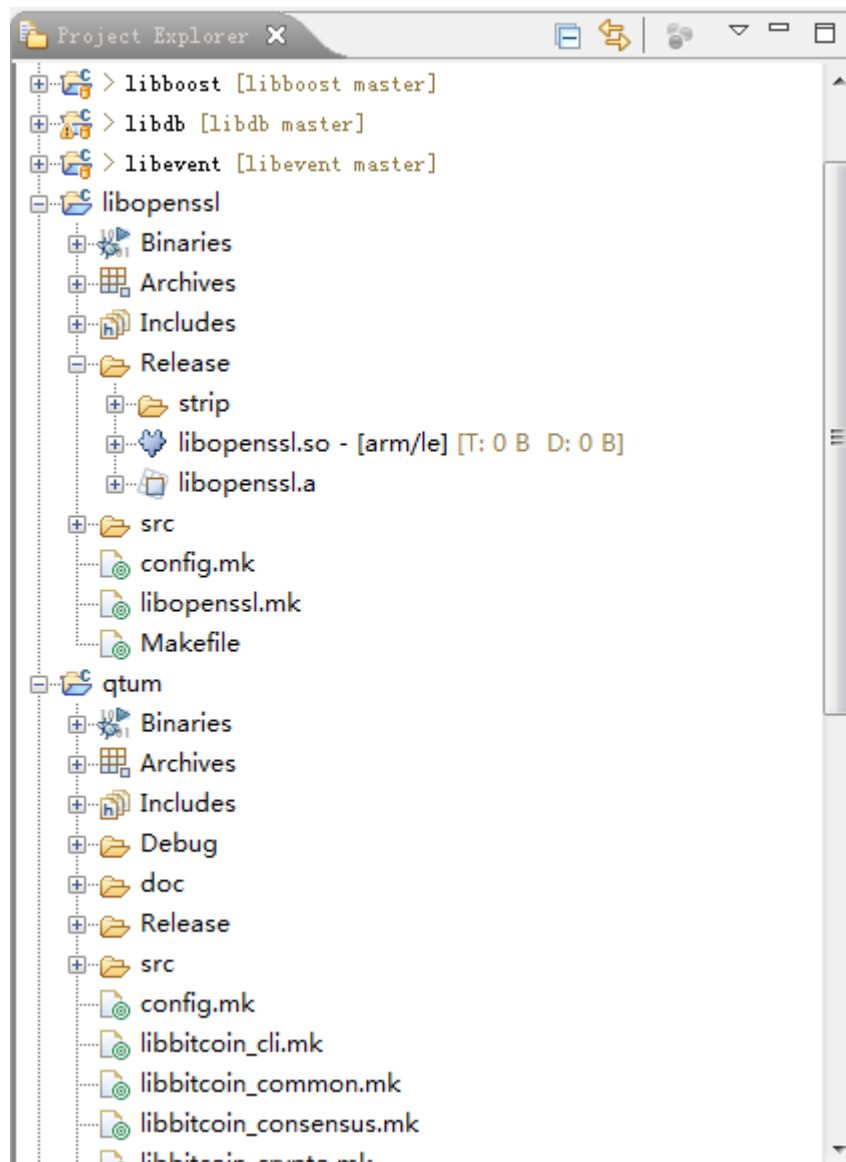 Project Explorer
> libboost [libboost master]
> libdb [libdb master]
> libevent [libevent master]
libopenssl
Binaries
Archives
Includes
Release
strip
libopenssl.so - [arm/le] [T: 0 B D: 0 B]
libopenssl.a
src
config.mk
libopenssl.mk
Makefile
qtum
Binaries
Archives
Includes
Debug
doc
Release
src
config.mk
libbitcoin_cli.mk
libbitcoin_common.mk
libbitcoin_consensus.mk
libbitcoin_crypto.mk